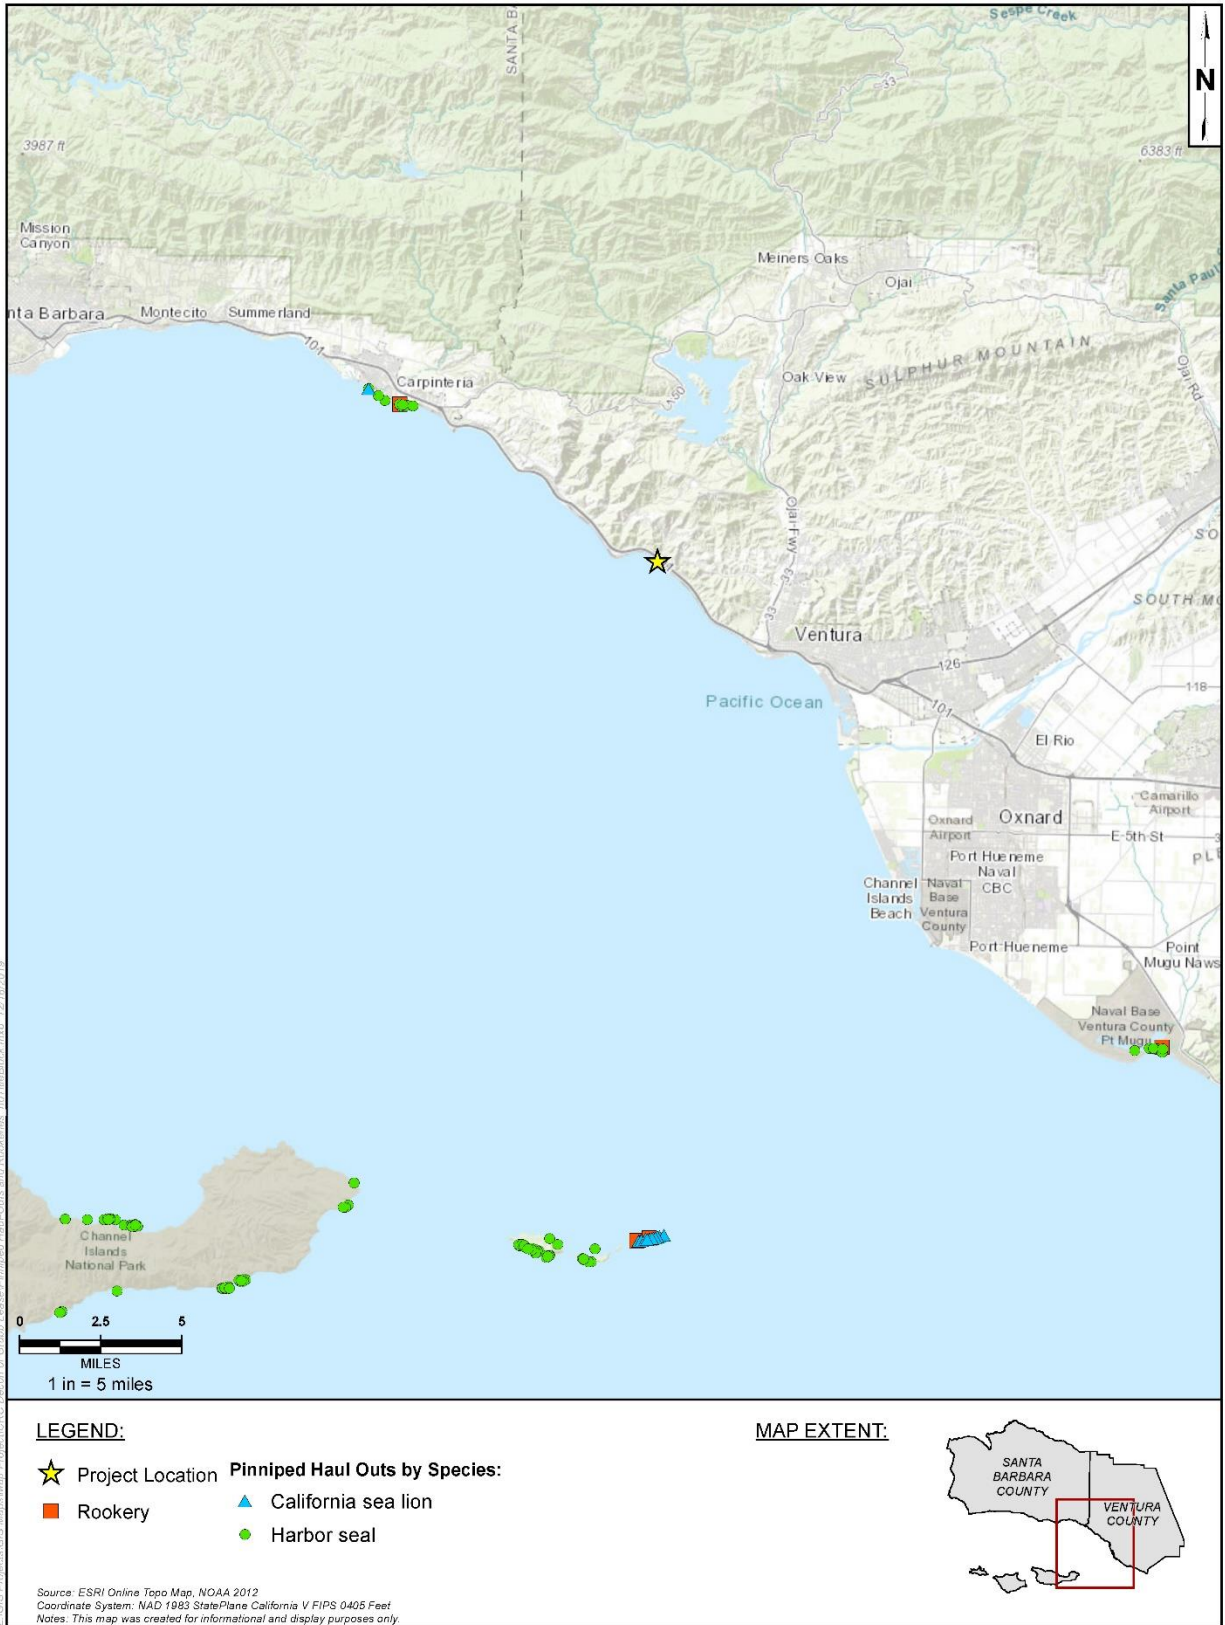 Sespe Creek
SANTA BA
33
N
3987 ft
6383 ft
Mission
Canyon
Meiners Oaks
Ojai
Santa Paula
nta Barbara
Montecito
Summerland
101
SULPHUR MOUNTAIN
Ojai Rd
Oak View
Carpinteria
150
Ojai Fwy
33
SO
SOUTH MO
33
Ventura
126
118
Pacific Ocean
101
El Rio
Camarillo
Airport
Oxnard
Oxnard
Airport
E 5th St
3
PLE
Port Hueneme
Naval
CBC
Channel
Islands
Beach
Naval
Base
Ventura
County
Port Hueneme
Point
Mugu Naws
Naval Base
Ventura County
Pt Mugu
Channel
Islands
National Park
0 2.5 5
MILES
1 in = 5 miles
LEGEND:
Project Location
Rookery
Pinniped Haul Outs by Species:
California sea lion
Harbor seal
MAP EXTENT:
SANTA
BARBARA
COUNTY
VENTURA
COUNTY
Source: ESRI Online Topo Map, NOAA 2012
Coordinate System: NAD 1983 StatePlane California V FIPS 0405 Feet
Notes: This map was created for informational and display purposes only.